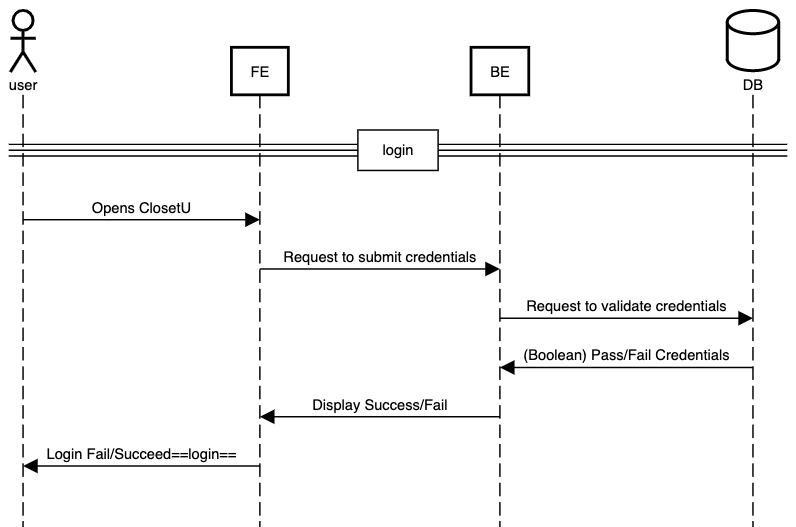 user
FE
BE
DB
login
Opens ClosetU
Request to submit credentials
Request to validate credentials
(Boolean) Pass/Fail Credentials
Display Success/Fail
Login Fail/Succeed==login==